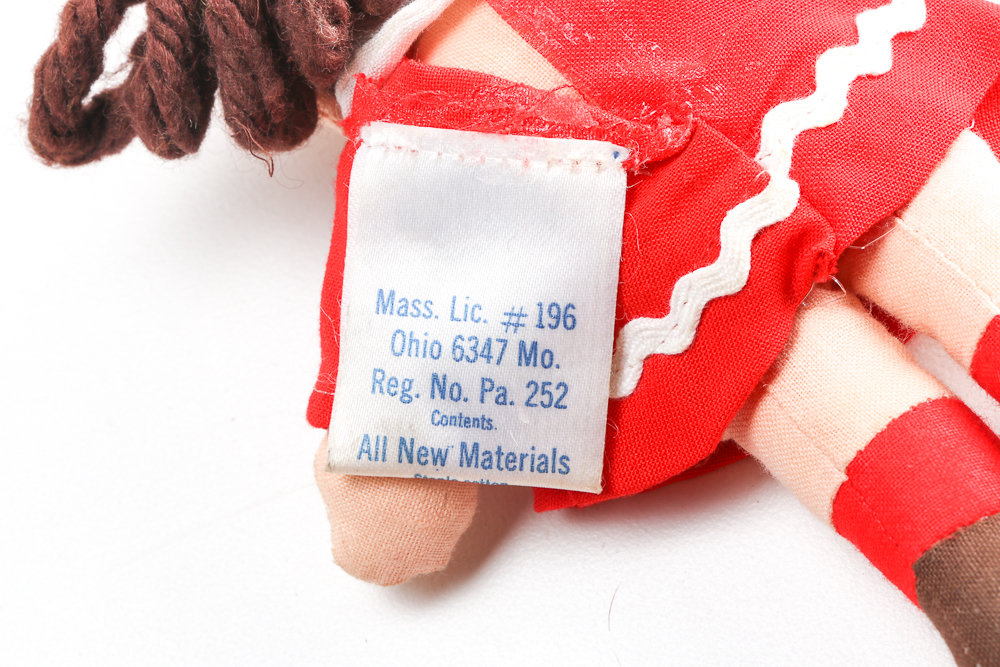 Mass. Lic. # 196
Ohio 6347 Mo.
Reg. No. Pa. 252
Contents.
All New Materials